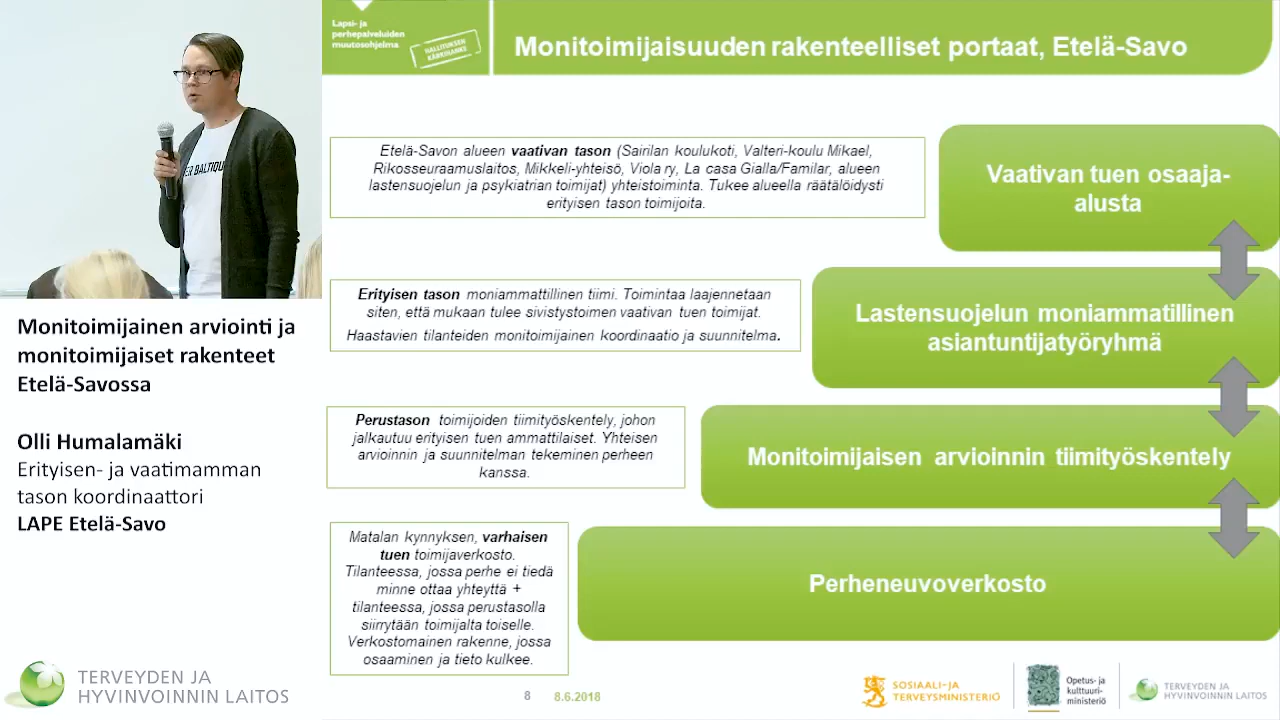 Lapsi- ja
perhepalveluiden
muutosohjelma
HALLITUKSEN
KÄRKIHANKE
Monitoimijaisuuden rakenteelliset portaat, Etelä-Savo
Etelä-Savon alueen vaativan tason (Sairilan koulukoti, Valteri-koulu Mikael,
Rikosseuraamuslaitos, Mikkeli-yhteisö, Viola ry, La casa Gialla/Familar, alueen
lastensuojelun ja psykiatrian toimijat) yhteistoiminta. Tukee alueella räätälöidysti
erityisen tason toimijoita.
Vaativan tuen osaaja-
alusta
Erityisen tason moniammattillinen tiimi. Toimintaa laajennetaan
siten, että mukaan tulee sivistystoimen vaativan tuen toimijat.
Haastavien tilanteiden monitoimijainen koordinaatio ja suunnitelma.
Lastensuojelun moniammatillinen
asiantuntijatyöryhmä
Perustason toimijoiden tiimityöskentely, johon
jalkautuu erityisen tuen ammattilaiset. Yhteisen
arvioinnin ja suunnitelman tekeminen perheen
kanssa.
Monitoimijaisen arvioinnin tiimityöskentely
Matalan kynnyksen, varhaisen
tuen toimijaverkosto.
Tilanteessa, jossa perhe ei tiedä
minne ottaa yhteyttä +
tilanteessa, jossa perustasolla
siirrytään toimijalta toiselle.
Verkostomainen rakenne, jossa
osaaminen ja tieto kulkee.
Perheneuvoverkosto
8
8.6.2018
SOSIAALI- JA
TERVEYSMINISTERIÖ
Opetus- ja
kulttuuri-
ministeriö
TERVEYDEN JA
HYVINVOINNIN LAITOS
BALTIQUE
Monitoimijainen arviointi ja
monitoimijaiset rakenteet
Etelä-Savossa
Olli Humalamäki
Erityisen- ja vaatimamman
tason koordinaattori
LAPE Etelä-Savo
TERVEYDEN JA
HYVINVOINNIN LAITOS